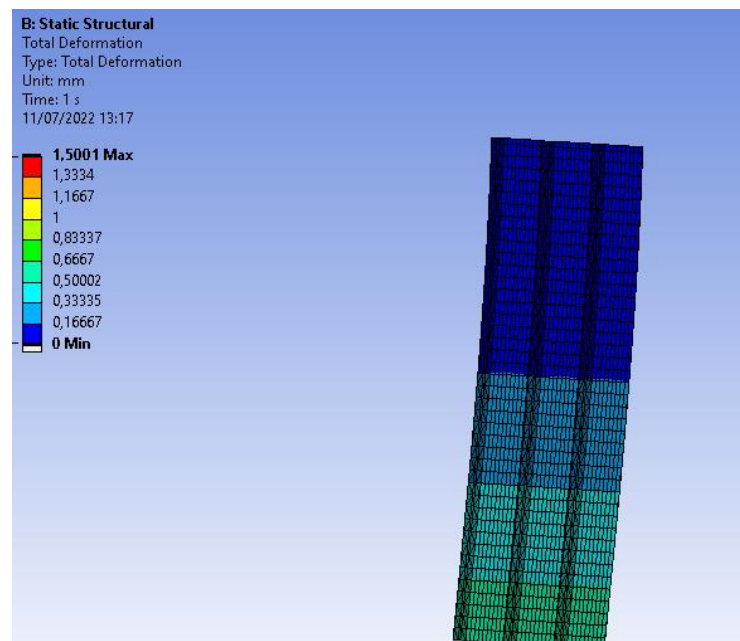 B: Static Structural
Total Deformation
Type: Total Deformation
Unit: mm
Time: 1 s
11/07/2022 13:17
1,5001 Max
1,3334
1,1667
1
0,83337
0,6667
0,50002
0,33335
0,16667
0 Min